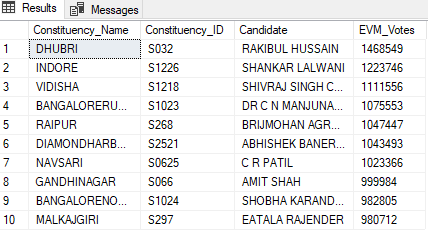 Results Messages
Constituency_Name Constituency_ID Candidate EVM_Votes
1 DHUBRI S032 RAKIBUL HUSSAIN 1468549
2 INDORE S1226 SHANKAR LALWANI 1223746
3 VIDISHA S1218 SHIVRAJ SINGH C... 1111556
4 BANGALORERU... S1023 DR C N MANJUNA... 1075553
5 RAIPUR S268 BRIJMOHAN AGR... 1047447
6 DIAMONDHARB... S2521 ABHISHEK BANER... 1043493
7 NAVSARI S0625 C R PATIL 1023366
8 GANDHINAGAR S066 AMIT SHAH 999984
9 BANGALORENO... S1024 SHOBHA KARAND... 982805
10 MALKAJGIRI S297 EATALA RAJENDER 980712